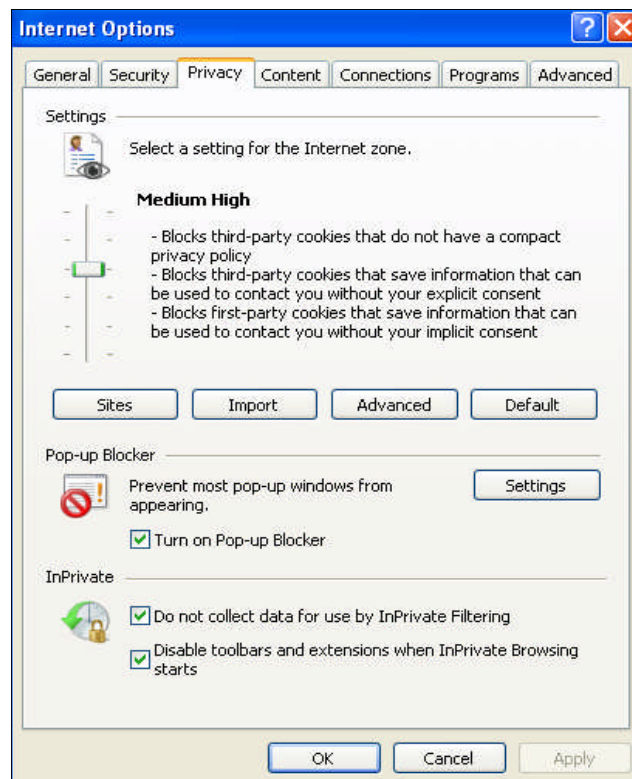 Internet Options
General Security Privacy Content Connections Programs Advanced
Settings
Select a setting for the Internet zone.
Medium High
- Blocks third-party cookies that do not have a compact
privacy policy
- Blocks third-party cookies that save information that can
be used to contact you without your explicit consent
- Blocks first-party cookies that save information that can
be used to contact you without your implicit consent
Sites Import Advanced Default
Pop-up Blocker
Prevent most pop-up windows from
appearing.
Settings
Turn on Pop-up Blocker
InPrivate
Do not collect data for use by InPrivate Filtering
Disable toolbars and extensions when InPrivate Browsing
starts
OK Cancel Apply